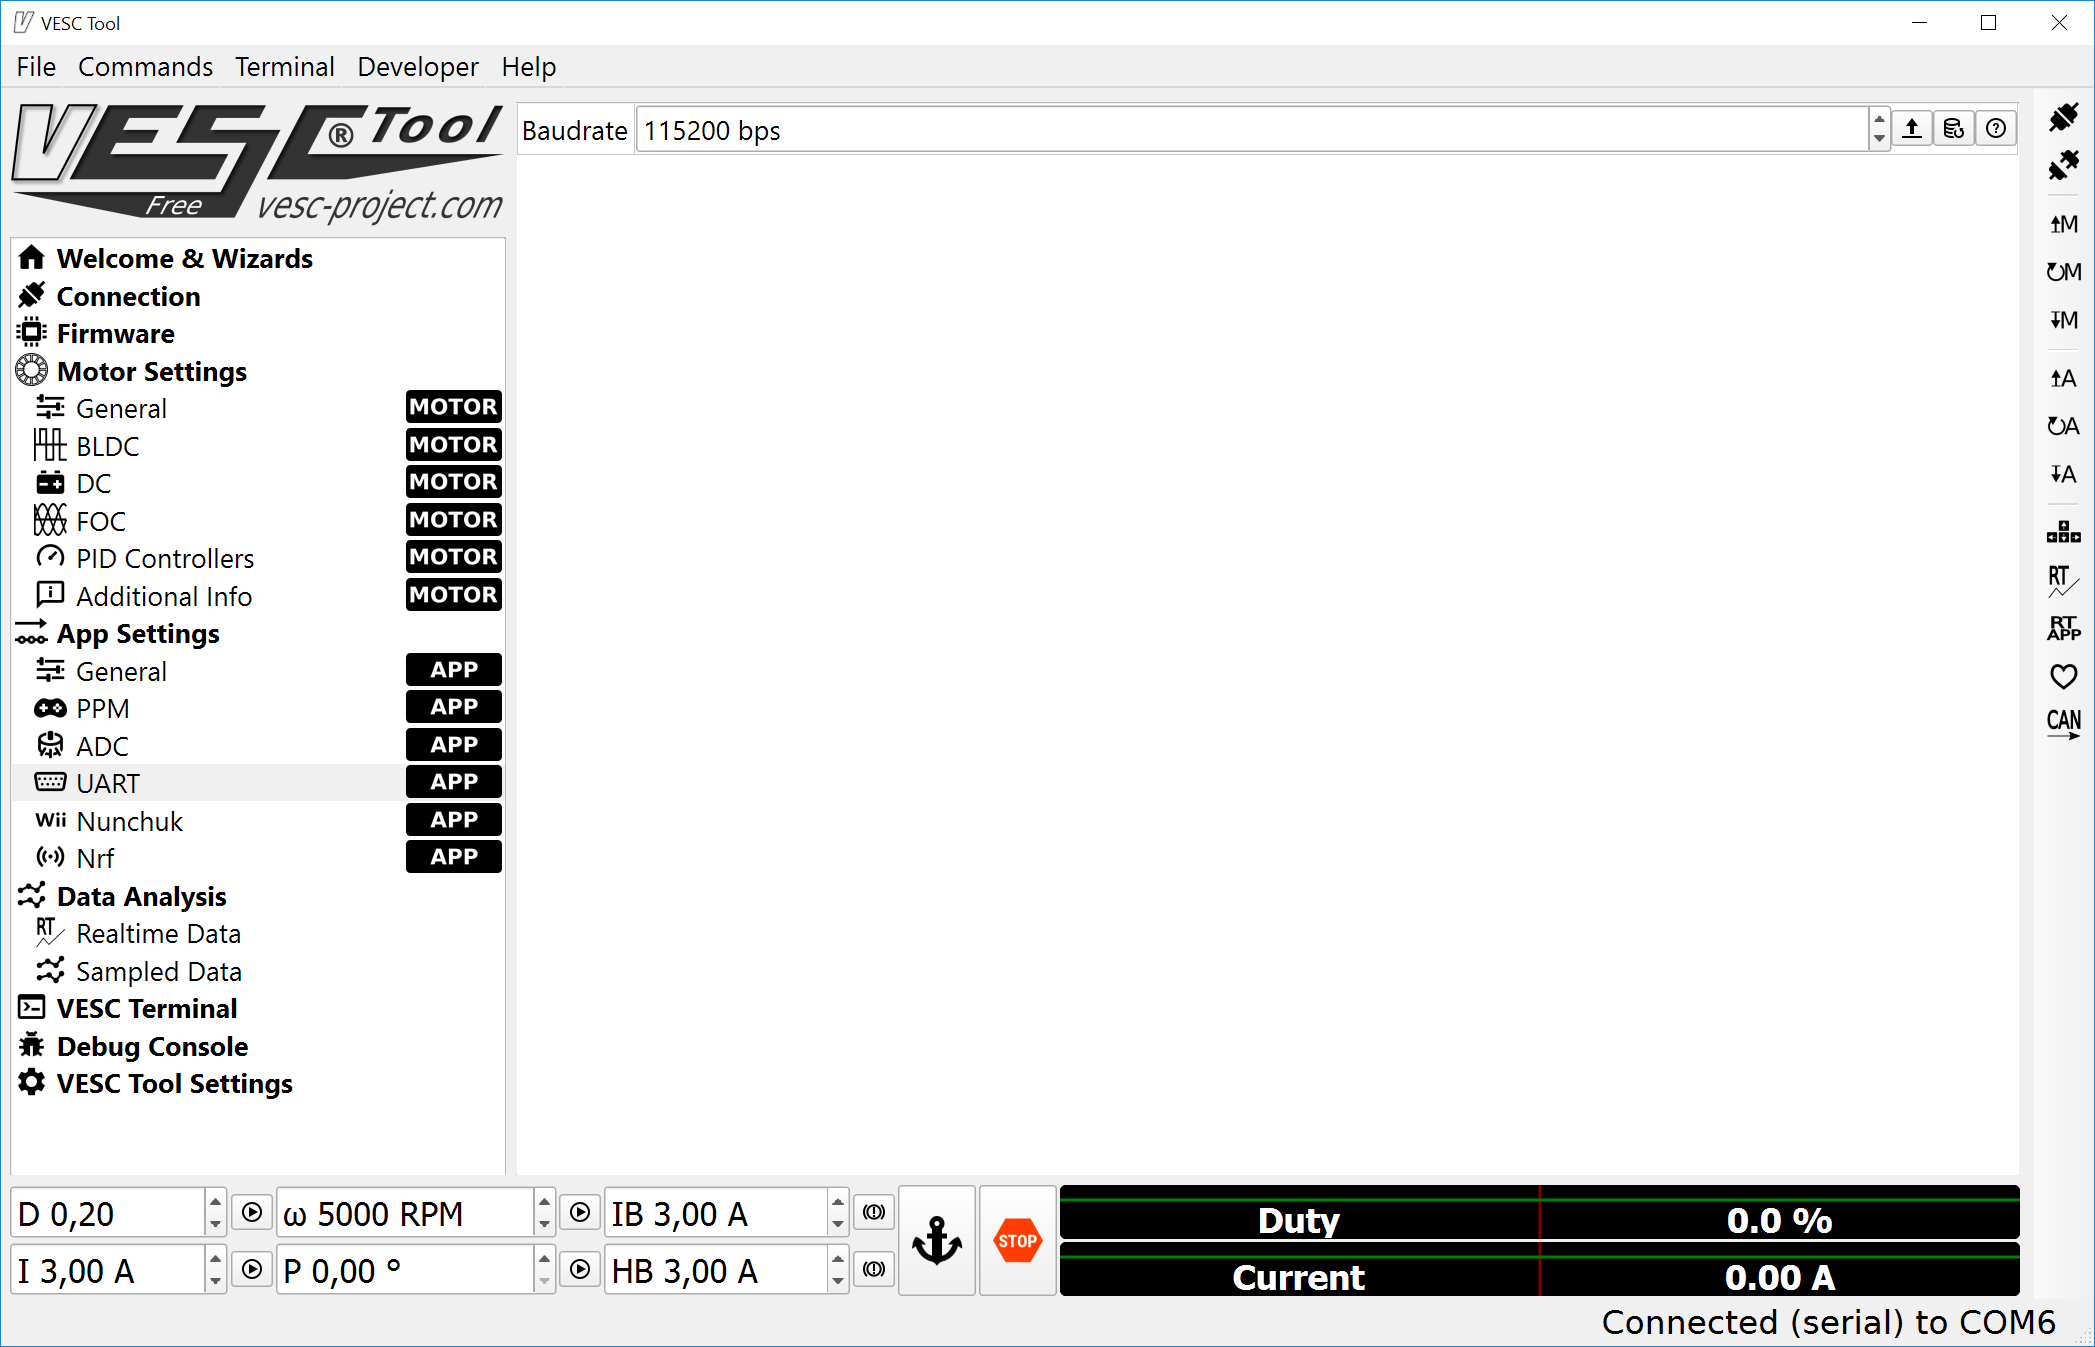 VESC Tool
File Commands Terminal Developer Help
VESC® Tool
Free vesc-project.com
Baudrate 115200 bps
Welcome & Wizards
Connection
Firmware
Motor Settings
General MOTOR
BLDC MOTOR
DC MOTOR
FOC MOTOR
PID Controllers MOTOR
Additional Info MOTOR
App Settings
General APP
PPM APP
ADC APP
UART APP
Wii Nunchuk APP
Nrf APP
Data Analysis
RT Realtime Data
Sampled Data
VESC Terminal
Debug Console
VESC Tool Settings
M
M
M
A
A
A
RT
RT
APP
CAN
D 0,20 ω 5000 RPM IB 3,00 A
I 3,00 A P 0,00 ° HB 3,00 A
STOP
Duty 0.0 %
Current 0.00 A
Connected (serial) to COM6